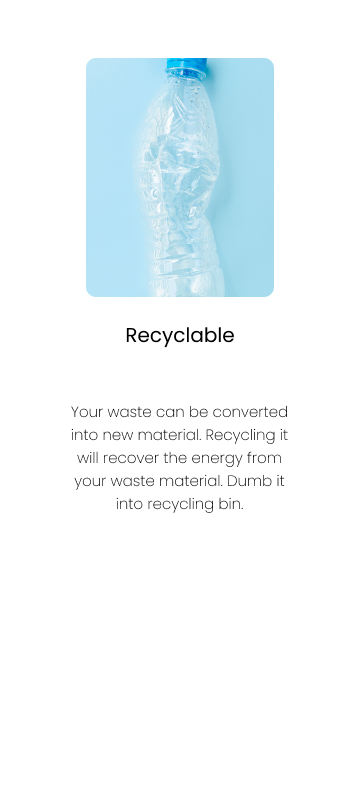 Recyclable
Your waste can be converted
into new material. Recycling it
will recover the energy from
your waste material. Dumb it
into recycling bin.